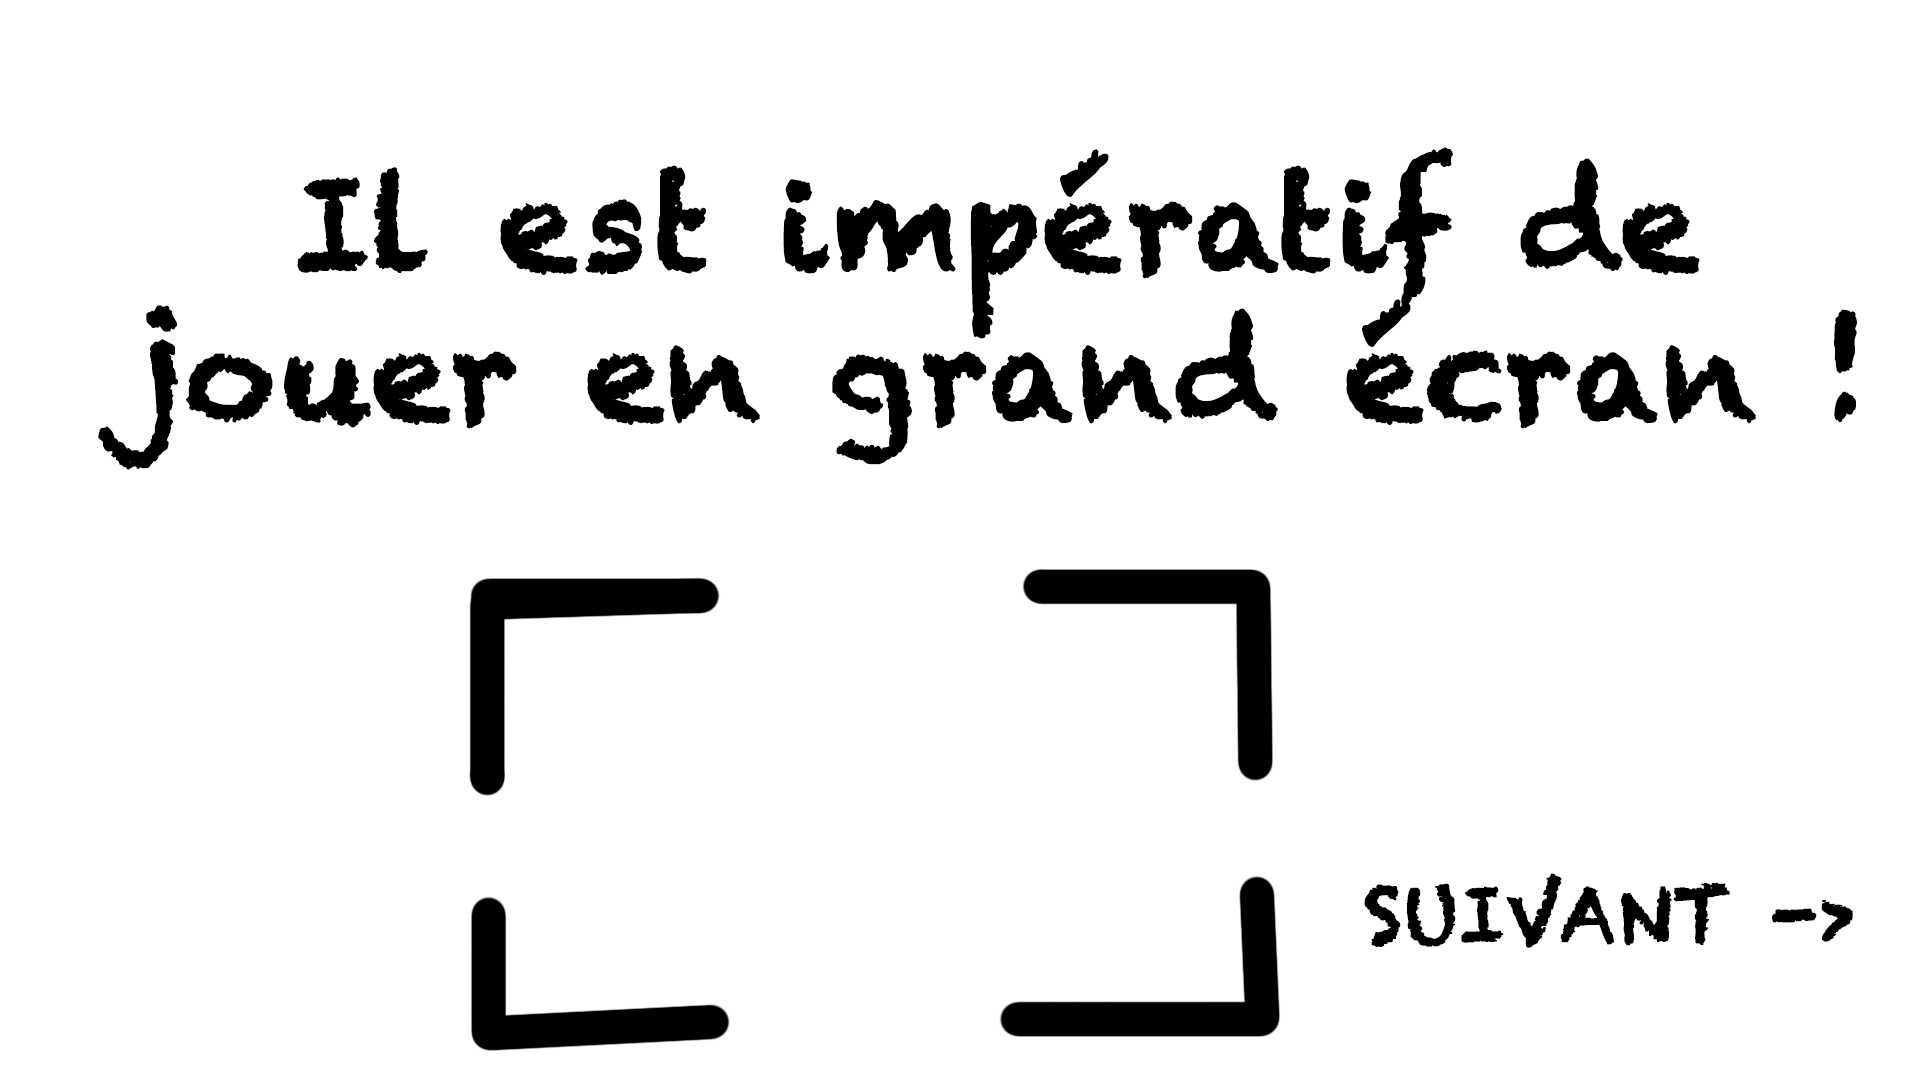 Il est impératif de
jouer en grand écran !
SUIVANT ->